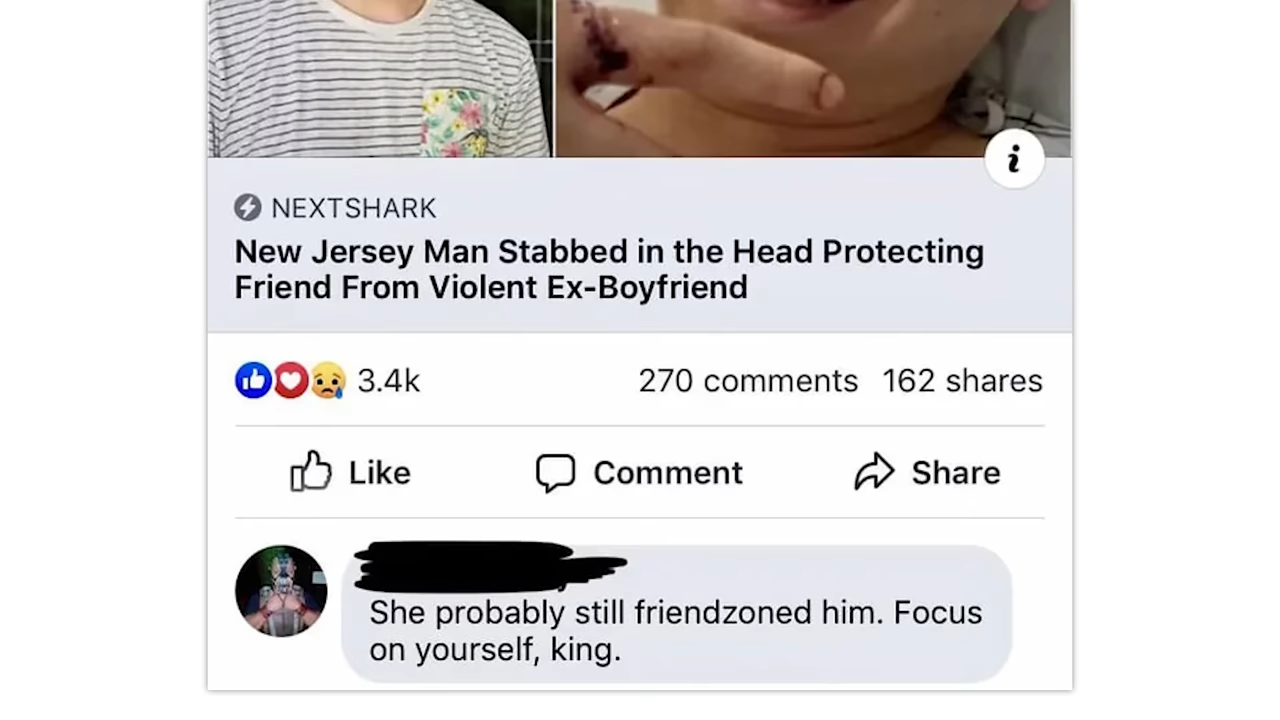 NEXTSHARK
New Jersey Man Stabbed in the Head Protecting
Friend From Violent Ex-Boyfriend
3.4k 270 comments 162 shares
Like Comment Share
She probably still friendzoned him. Focus
on yourself, king.